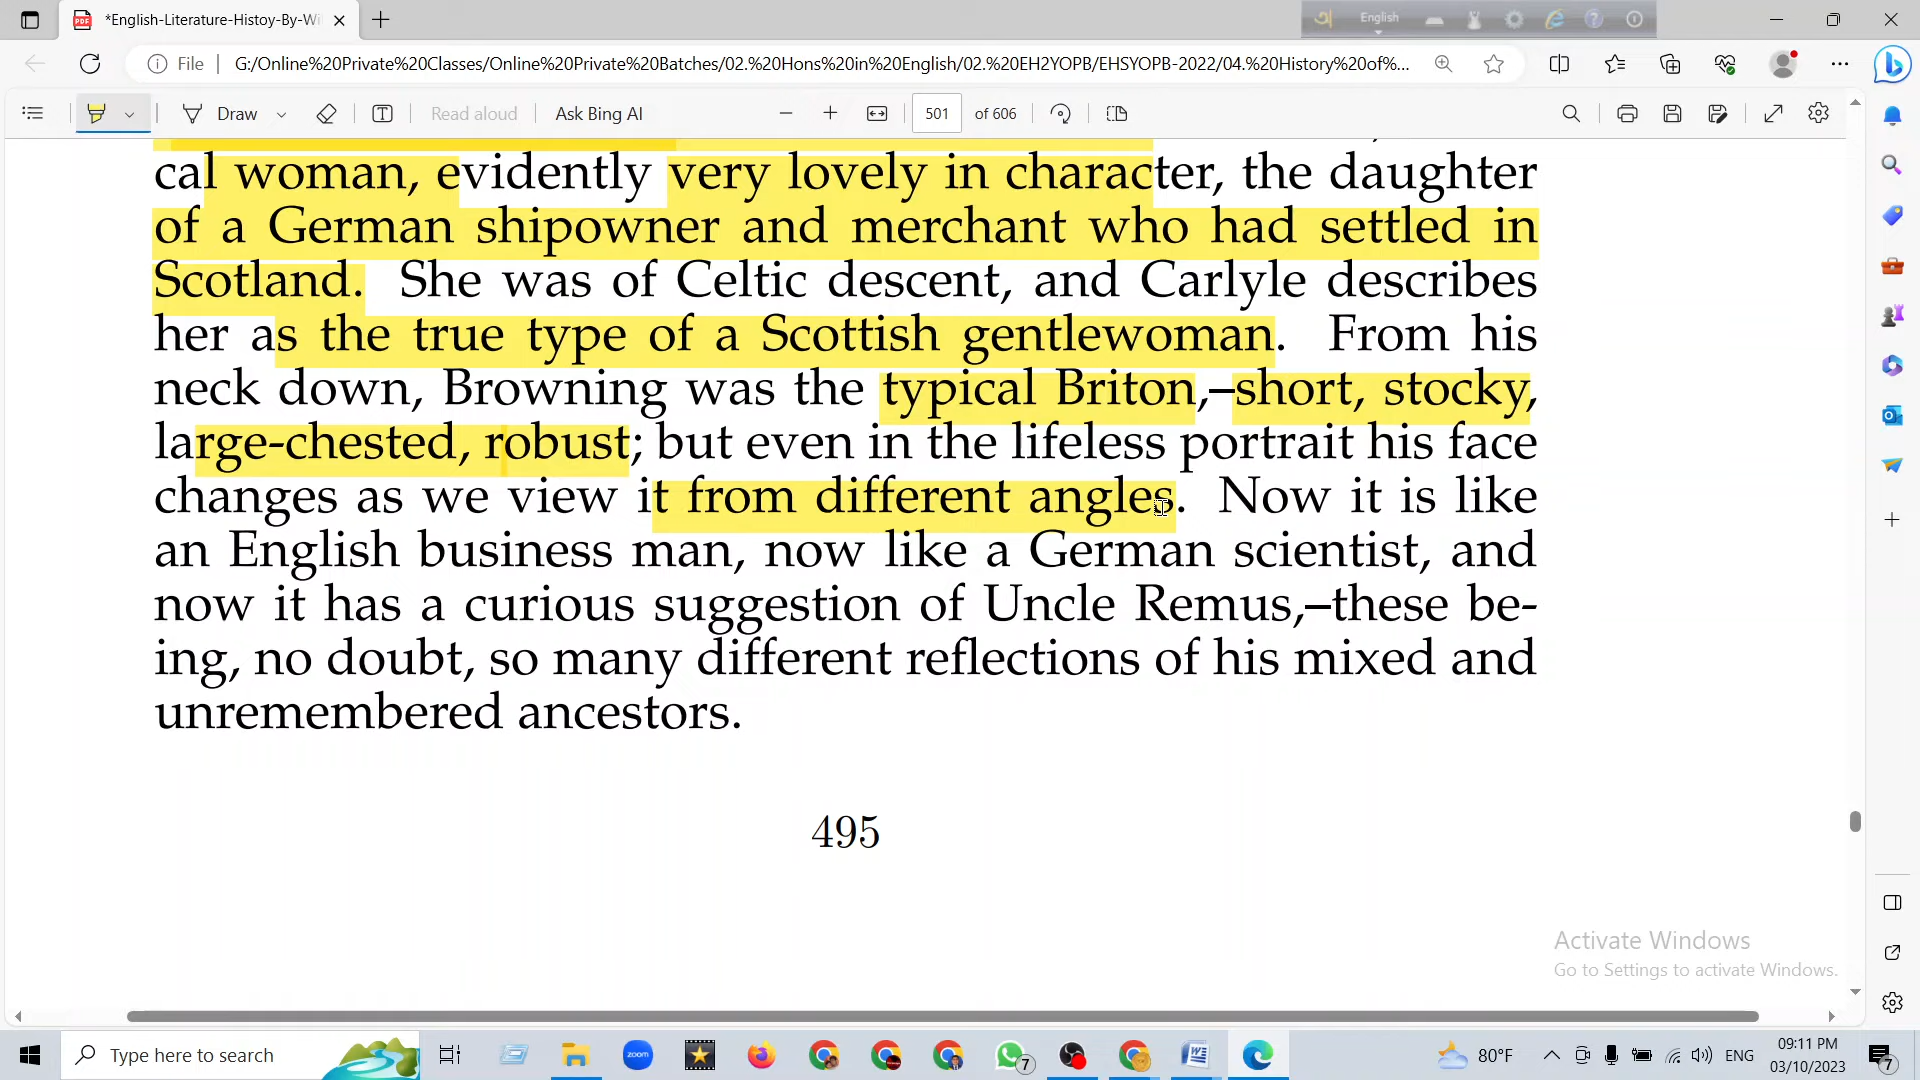 *English-Literature-Histoy-By-Wi
English
File
G:/Online%20Private%20Classes/Online%20Private%20Batches/02.%20Hons%20in%20English/02.%20EH2YOPB/EHSYOPB-2022/04.%20History%20of%...
Draw
Read aloud
Ask Bing AI
501 of 606
cal woman, evidently very lovely in character, the daughter
of a German shipowner and merchant who had settled in
Scotland. She was of Celtic descent, and Carlyle describes
her as the true type of a Scottish gentlewoman. From his
neck down, Browning was the typical Briton,–short, stocky,
large-chested, robust; but even in the lifeless portrait his face
changes as we view it from different angles. Now it is like
an English business man, now like a German scientist, and
now it has a curious suggestion of Uncle Remus,–these be-
ing, no doubt, so many different reflections of his mixed and
unremembered ancestors.
495
Activate Windows
Go to Settings to activate Windows.
Type here to search
zoom
7
80°F
ENG
09:11 PM
03/10/2023
7